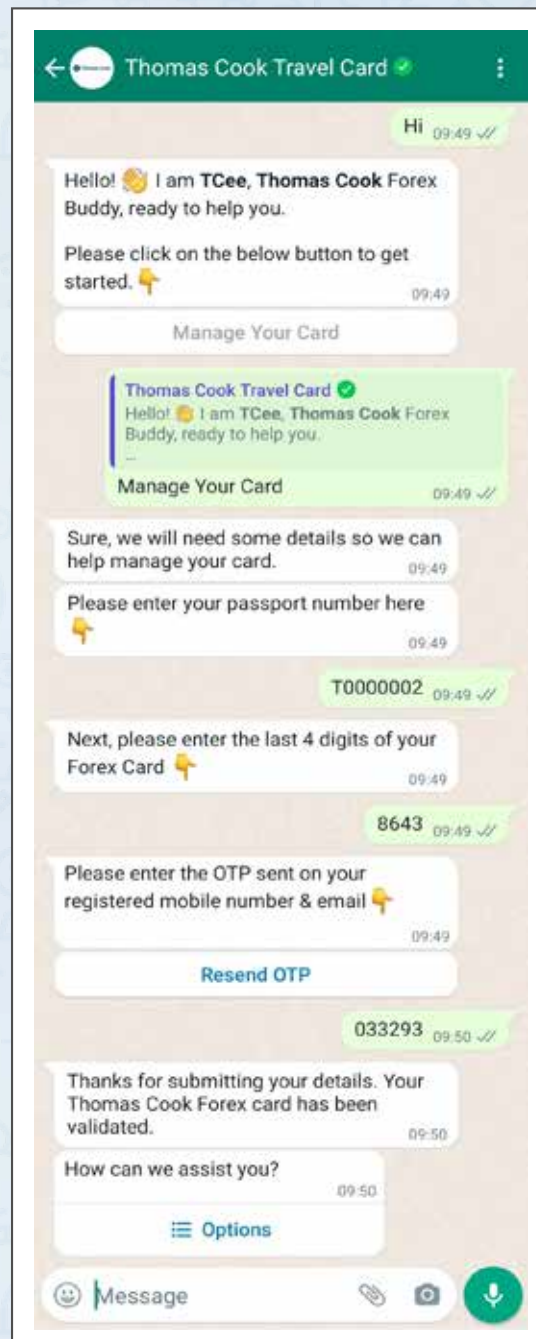 Thomas Cook Travel Card
Hi 09:49
Hello! 👋 I am TCee, Thomas Cook Forex
Buddy, ready to help you.
Please click on the below button to get
started. 👇
09:49
Manage Your Card
Thomas Cook Travel Card
Hello! 👋 I am TCee, Thomas Cook Forex
Buddy, ready to help you.
...
Manage Your Card 09:49
Sure, we will need some details so we can
help manage your card. 09:49
Please enter your passport number here
👇 09:49
T0000002 09:49
Next, please enter the last 4 digits of your
Forex Card 👇 09:49
8643 09:49
Please enter the OTP sent on your
registered mobile number & email 👇
09:49
Resend OTP
033293 09:50
Thanks for submitting your details. Your
Thomas Cook Forex card has been
validated. 09:50
How can we assist you?
09:50
Options
Message